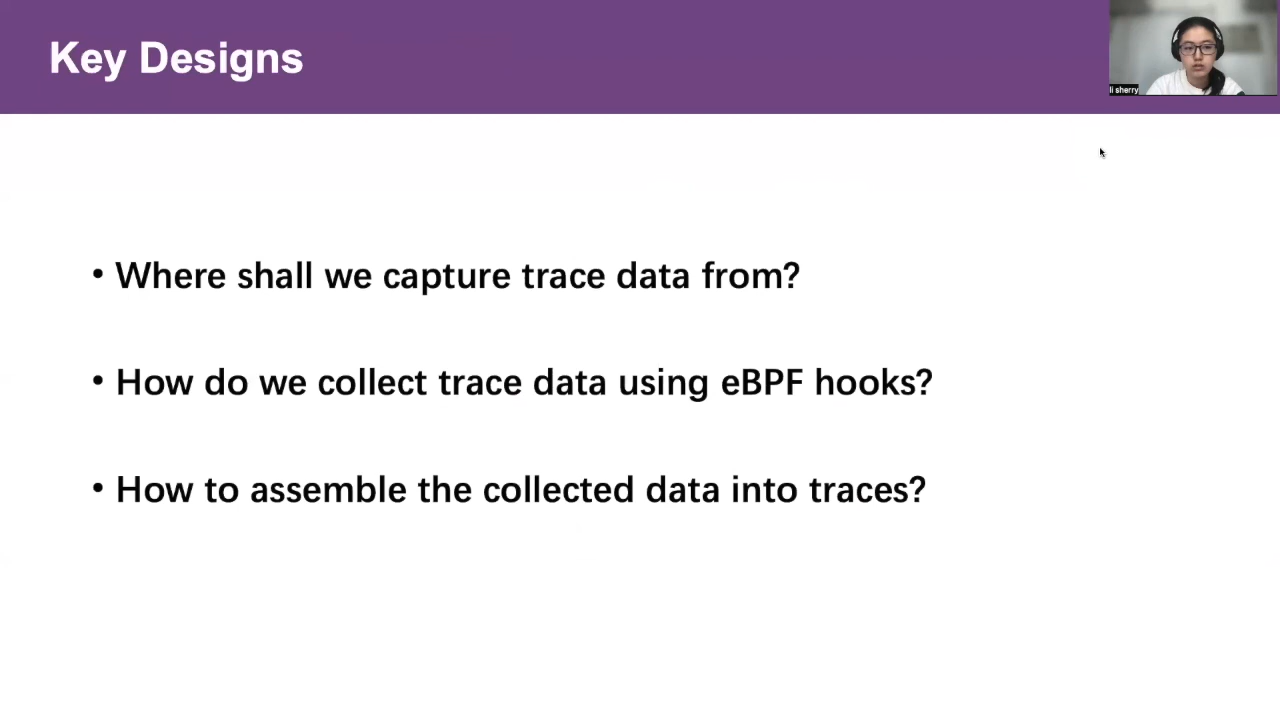 Key Designs
li sherry
• Where shall we capture trace data from?
• How do we collect trace data using eBPF hooks?
• How to assemble the collected data into traces?